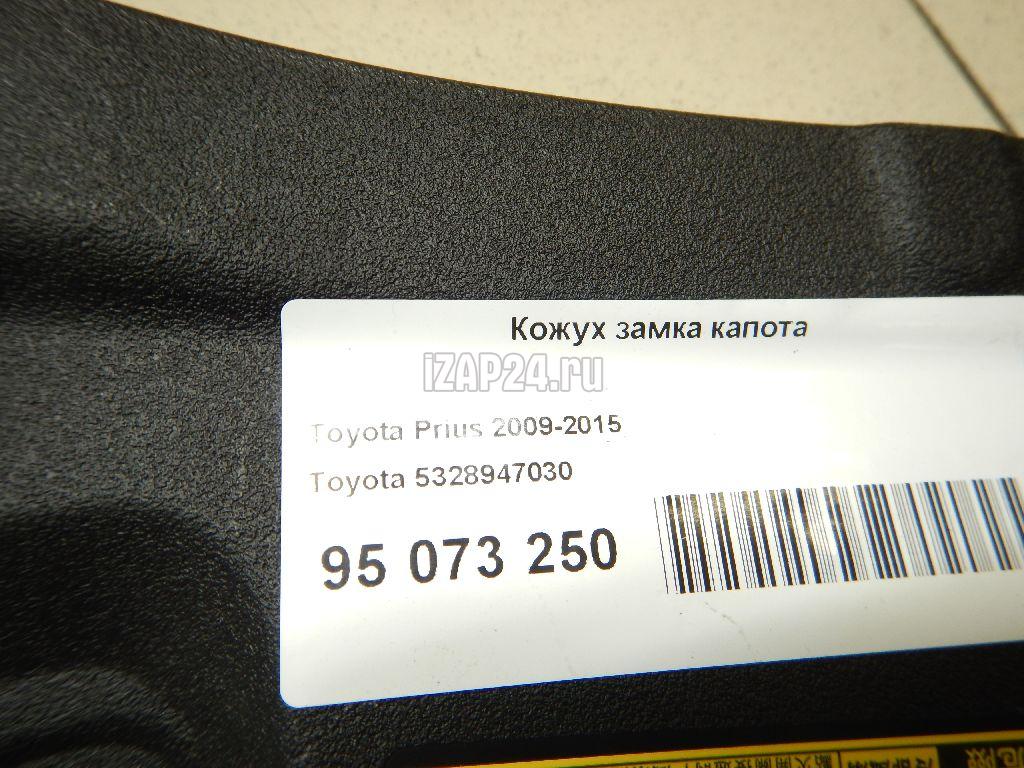 Кожух замка капота
iZAP24.ru
Toyota Prius 2009-2015
Toyota 5328947030
95 073 250